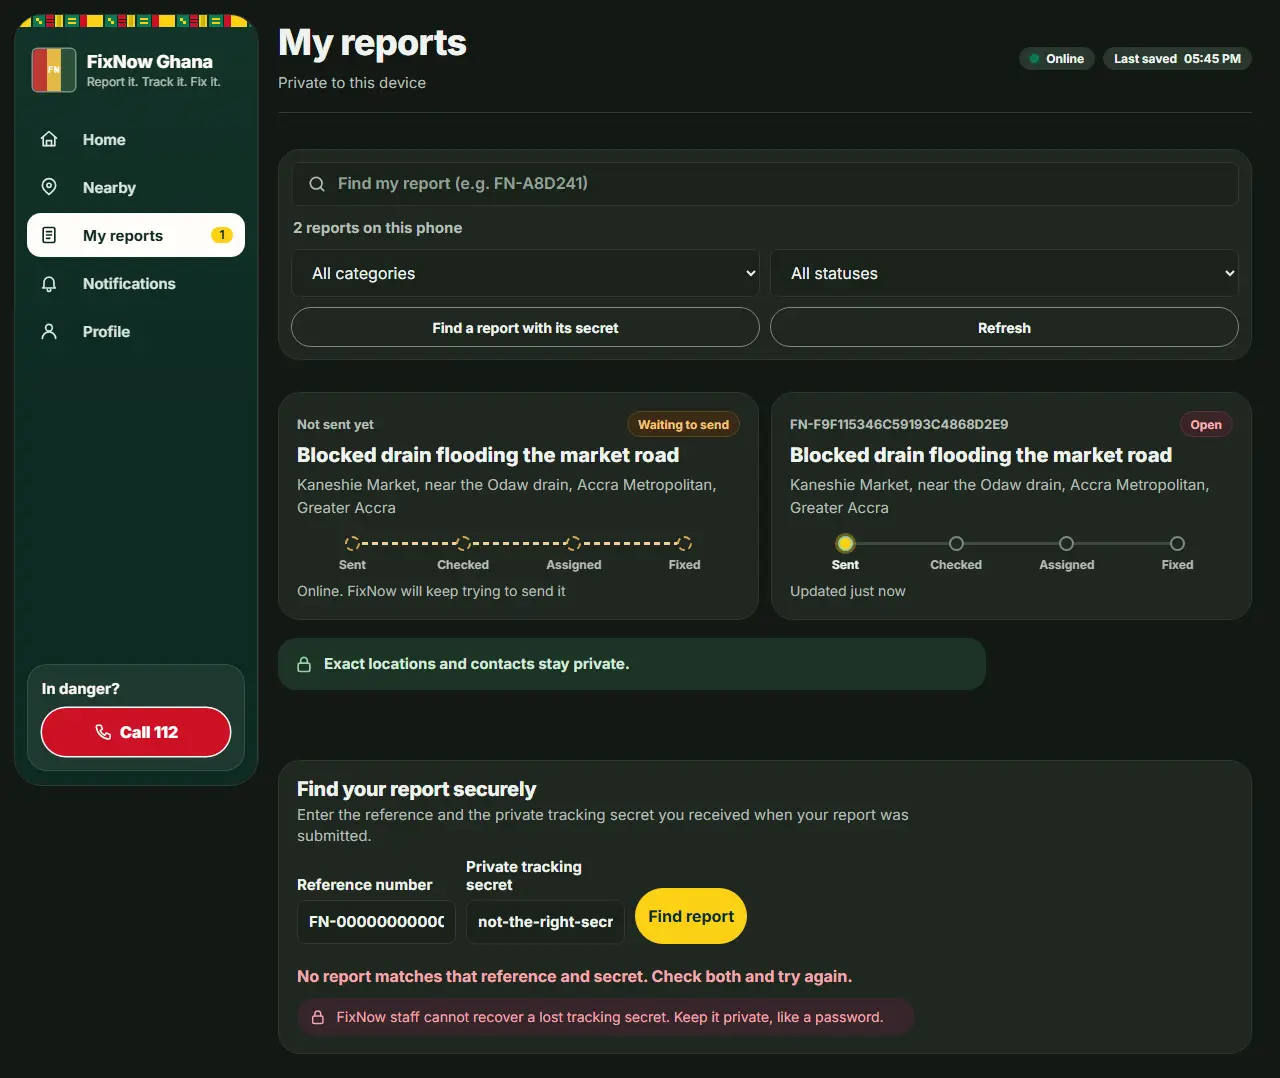 FN
FixNow Ghana
Report it. Track it. Fix it.
Home
Nearby
My reports 1
Notifications
Profile
In danger?
Call 112
My reports
Private to this device
Online
Last saved 05:45 PM
Find my report (e.g. FN-A8D241)
2 reports on this phone
All categories
All statuses
Find a report with its secret
Refresh
Not sent yet
Waiting to send
Blocked drain flooding the market road
Kaneshie Market, near the Odaw drain, Accra Metropolitan,
Greater Accra
Sent Checked Assigned Fixed
Online. FixNow will keep trying to send it
FN-F9F115346C59193C4868D2E9
Open
Blocked drain flooding the market road
Kaneshie Market, near the Odaw drain, Accra Metropolitan,
Greater Accra
Sent Checked Assigned Fixed
Updated just now
Exact locations and contacts stay private.
Find your report securely
Enter the reference and the private tracking secret you received when your report was
submitted.
Reference number
FN-00000000000
Private tracking
secret
not-the-right-secr
Find report
No report matches that reference and secret. Check both and try again.
FixNow staff cannot recover a lost tracking secret. Keep it private, like a password.